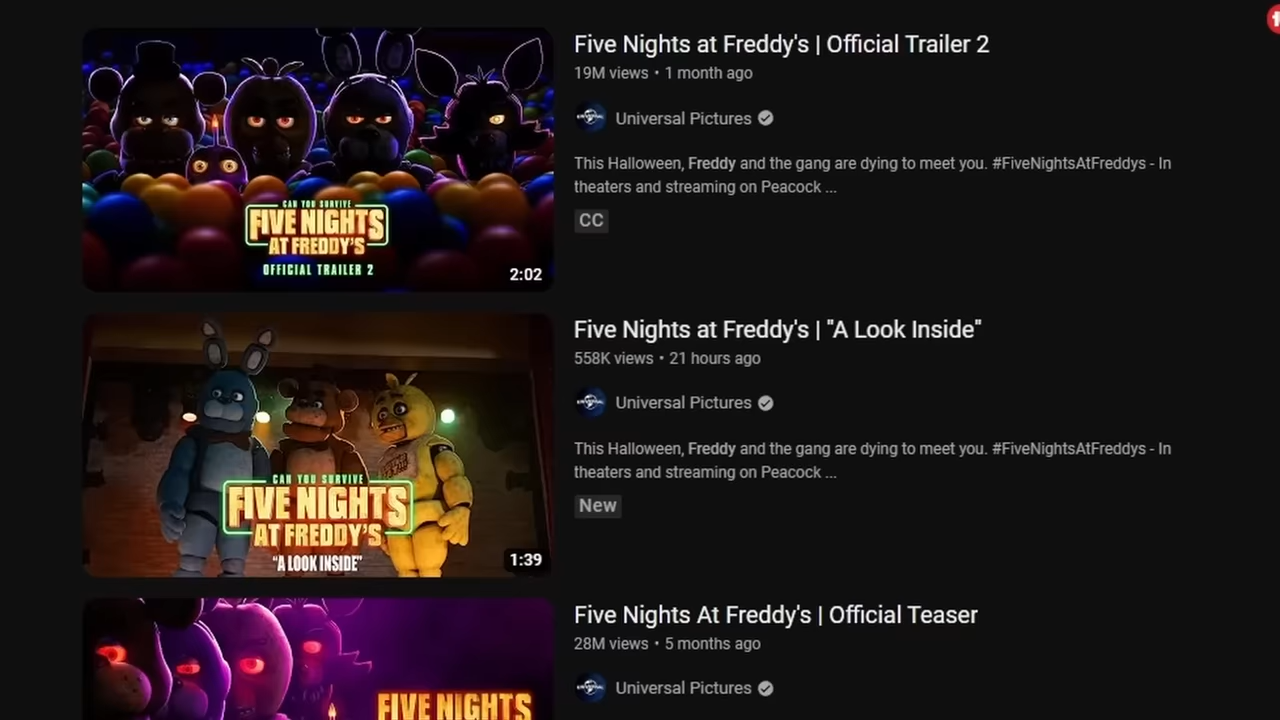 CAN YOU SURVIVE
FIVE NIGHTS
AT FREDDY'S
OFFICIAL TRAILER 2
2:02
Five Nights at Freddy's | Official Trailer 2
19M views • 1 month ago
Universal Pictures
This Halloween, Freddy and the gang are dying to meet you. #FiveNightsAtFreddys - In
theaters and streaming on Peacock ...
CC
CAN YOU SURVIVE
FIVE NIGHTS
AT FREDDY'S
"A LOOK INSIDE"
1:39
Five Nights at Freddy's | "A Look Inside"
558K views • 21 hours ago
Universal Pictures
This Halloween, Freddy and the gang are dying to meet you. #FiveNightsAtFreddys - In
theaters and streaming on Peacock ...
New
FIVE NIGHTS
Five Nights At Freddy's | Official Teaser
28M views • 5 months ago
Universal Pictures